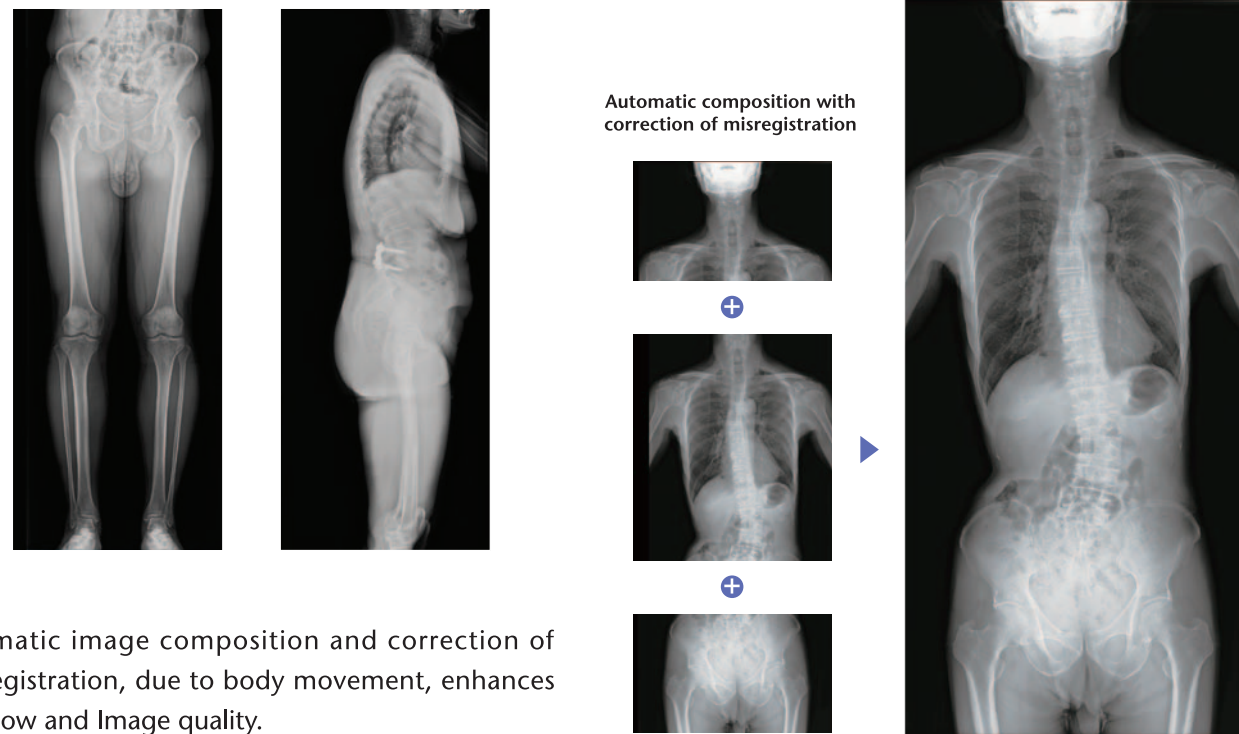 Automatic composition with
correction of misregistration
matic image composition and correction of
egistration, due to body movement, enhances
ow and Image quality.